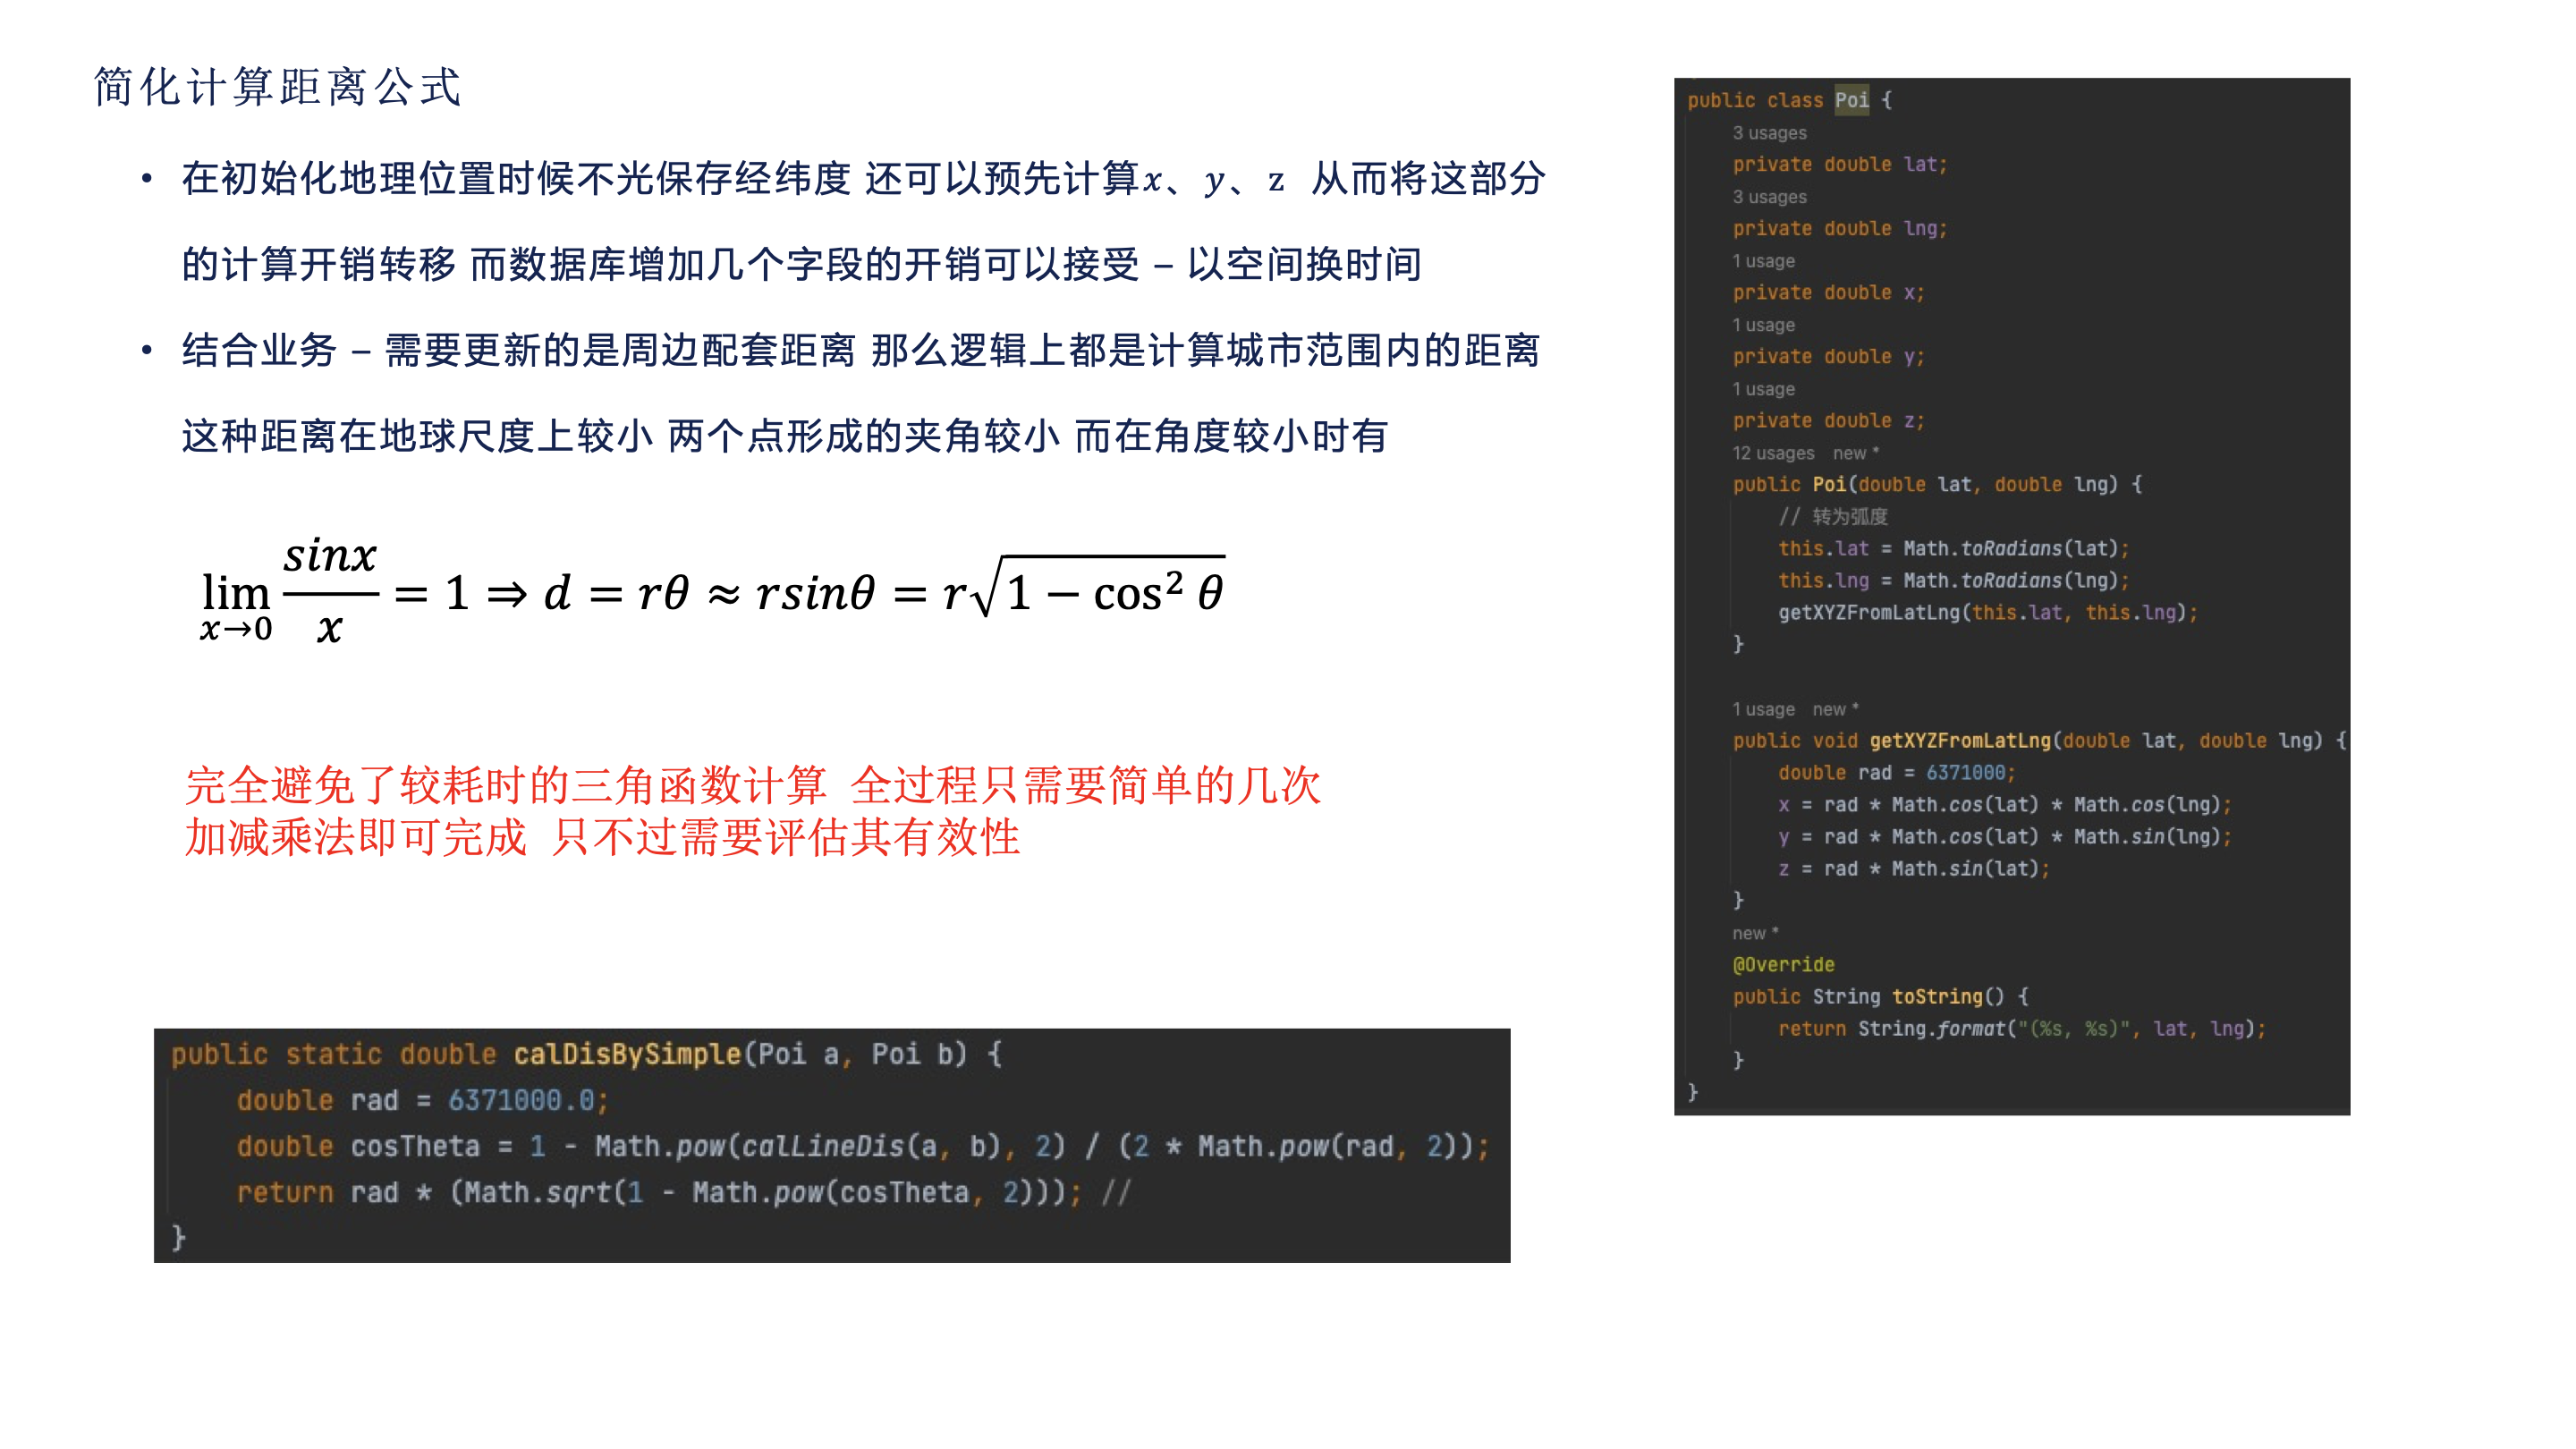 简化计算距离公式
• 在初始化地理位置时候不光保存经纬度 还可以预先计算x、y、z 从而将这部分
的计算开销转移 而数据库增加几个字段的开销可以接受 – 以空间换时间
• 结合业务 – 需要更新的是周边配套距离 那么逻辑上都是计算城市范围内的距离
这种距离在地球尺度上较小 两个点形成的夹角较小 而在角度较小时有
lim x→0 sinx/x = 1 ⇒ d = rθ ≈ rsinθ = r√(1 − cos² θ)
完全避免了较耗时的三角函数计算 全过程只需要简单的几次
加减乘法即可完成 只不过需要评估其有效性
public static double calDisBySimple(Poi a, Poi b) {
double rad = 6371000.0;
double cosTheta = 1 - Math.pow(calLineDis(a, b), 2) / (2 * Math.pow(rad, 2));
return rad * (Math.sqrt(1 - Math.pow(cosTheta, 2))); //
}
public class Poi {
3 usages
private double lat;
3 usages
private double lng;
1 usage
private double x;
1 usage
private double y;
1 usage
private double z;
12 usages new *
public Poi(double lat, double lng) {
// 转为弧度
this.lat = Math.toRadians(lat);
this.lng = Math.toRadians(lng);
getXYZFromLatLng(this.lat, this.lng);
}
1 usage new *
public void getXYZFromLatLng(double lat, double lng) {
double rad = 6371000;
x = rad * Math.cos(lat) * Math.cos(lng);
y = rad * Math.cos(lat) * Math.sin(lng);
z = rad * Math.sin(lat);
}
new *
@Override
public String toString() {
return String.format("(%s, %s)", lat, lng);
}
}